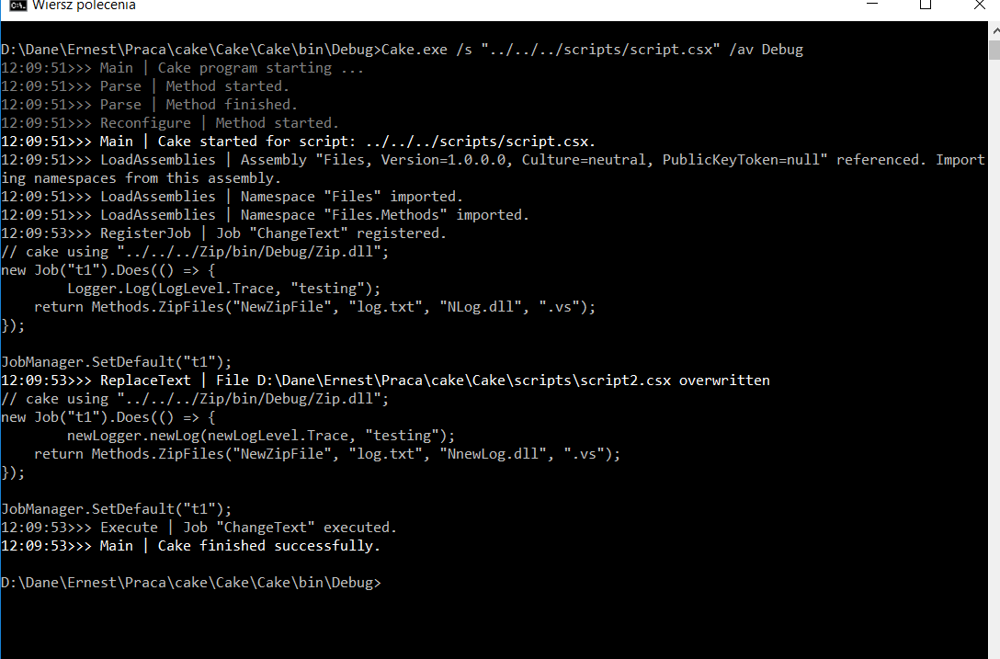 Wiersz polecenia
D:\Dane\Ernest\Praca\cake\Cake\Cake\bin\Debug>Cake.exe /s "../../../scripts/script.csx" /av Debug
12:09:51>>> Main | Cake program starting ...
12:09:51>>> Parse | Method started.
12:09:51>>> Parse | Method finished.
12:09:51>>> Reconfigure | Method started.
12:09:51>>> Main | Cake started for script: ../../../scripts/script.csx.
12:09:51>>> LoadAssemblies | Assembly "Files, Version=1.0.0.0, Culture=neutral, PublicKeyToken=null" referenced. Import
ing namespaces from this assembly.
12:09:51>>> LoadAssemblies | Namespace "Files" imported.
12:09:51>>> LoadAssemblies | Namespace "Files.Methods" imported.
12:09:53>>> RegisterJob | Job "ChangeText" registered.
// cake using "../../../Zip/bin/Debug/Zip.dll";
new Job("t1").Does(() => {
        Logger.Log(LogLevel.Trace, "testing");
    return Methods.ZipFiles("NewZipFile", "log.txt", "NLog.dll", ".vs");
});

JobManager.SetDefault("t1");
12:09:53>>> ReplaceText | File D:\Dane\Ernest\Praca\cake\Cake\scripts\script2.csx overwritten
// cake using "../../../Zip/bin/Debug/Zip.dll";
new Job("t1").Does(() => {
        newLogger.newLog(newLogLevel.Trace, "testing");
    return Methods.ZipFiles("NewZipFile", "log.txt", "NnewLog.dll", ".vs");
});

JobManager.SetDefault("t1");
12:09:53>>> Execute | Job "ChangeText" executed.
12:09:53>>> Main | Cake finished successfully.

D:\Dane\Ernest\Praca\cake\Cake\Cake\bin\Debug>